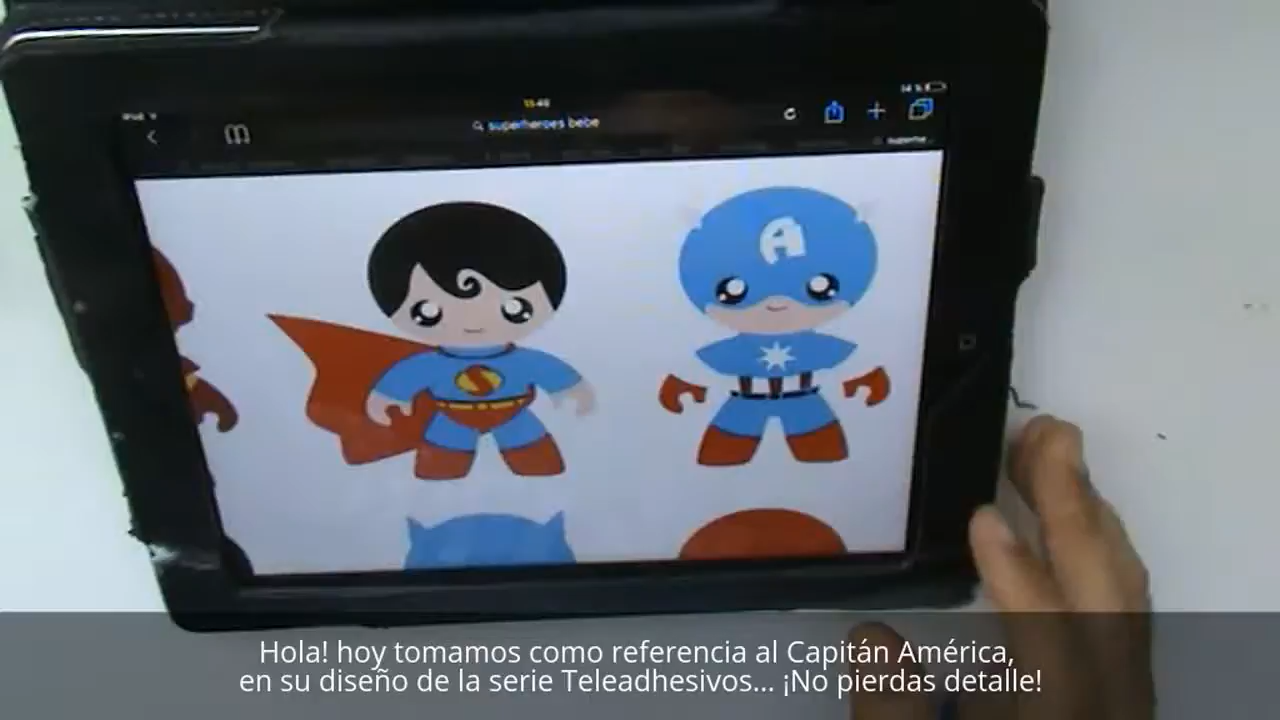 superheroes bebe
A
S
Hola! hoy tomamos como referencia al Capitán América,
en su diseño de la serie Teleadhesivos... ¡No pierdas detalle!